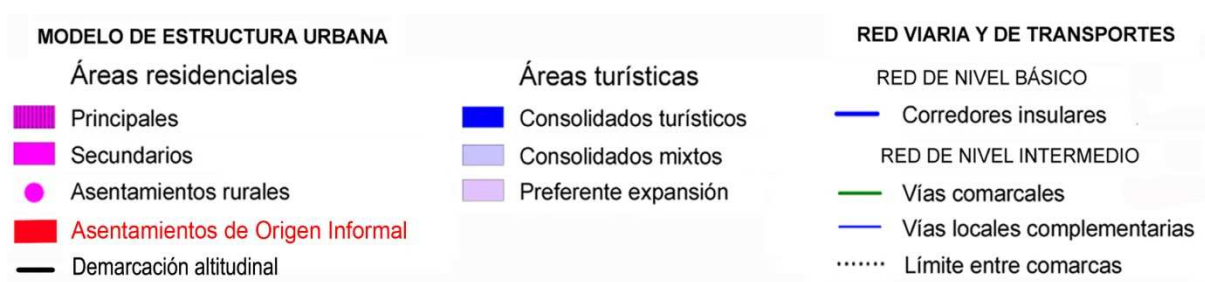 MODELO DE ESTRUCTURA URBANA
Áreas residenciales
Principales
Secundarios
Asentamientos rurales
Asentamientos de Origen Informal
Demarcación altitudinal
Áreas turísticas
Consolidados turísticos
Consolidados mixtos
Preferente expansión
RED VIARIA Y DE TRANSPORTES
RED DE NIVEL BÁSICO
Corredores insulares
RED DE NIVEL INTERMEDIO
Vías comarcales
Vías locales complementarias
Límite entre comarcas